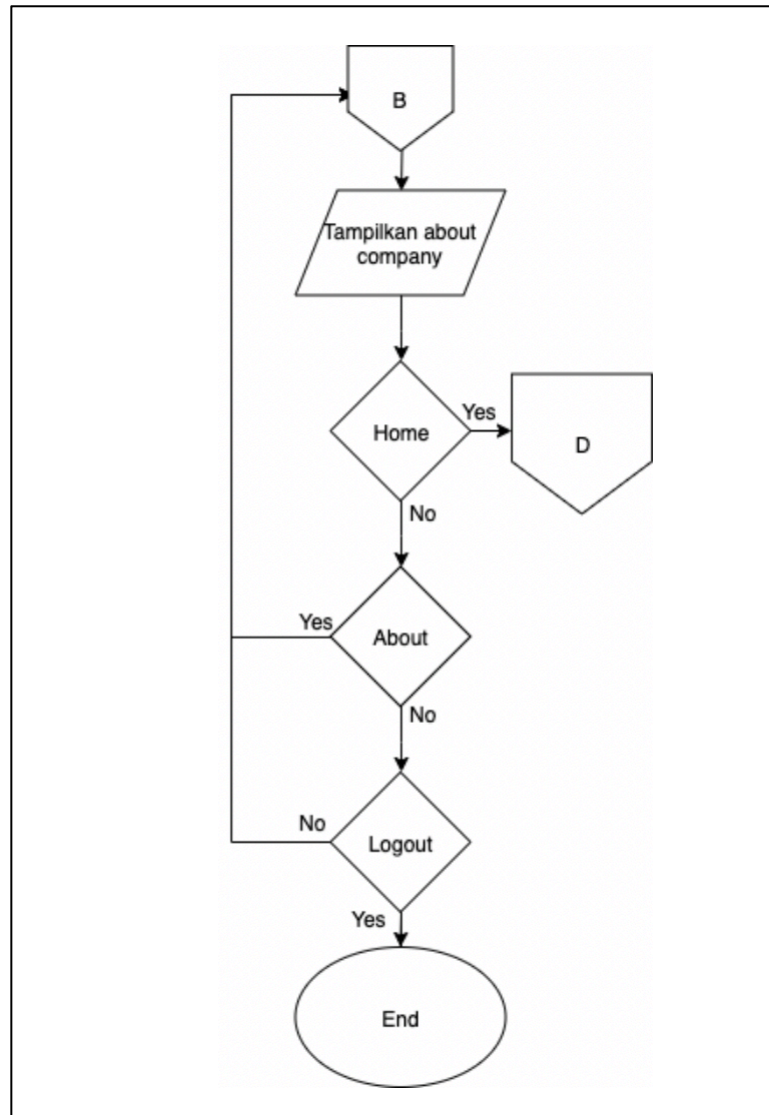 B
Tampilkan about
company
Home
Yes
D
No
About
Yes
No
Logout
No
Yes
End